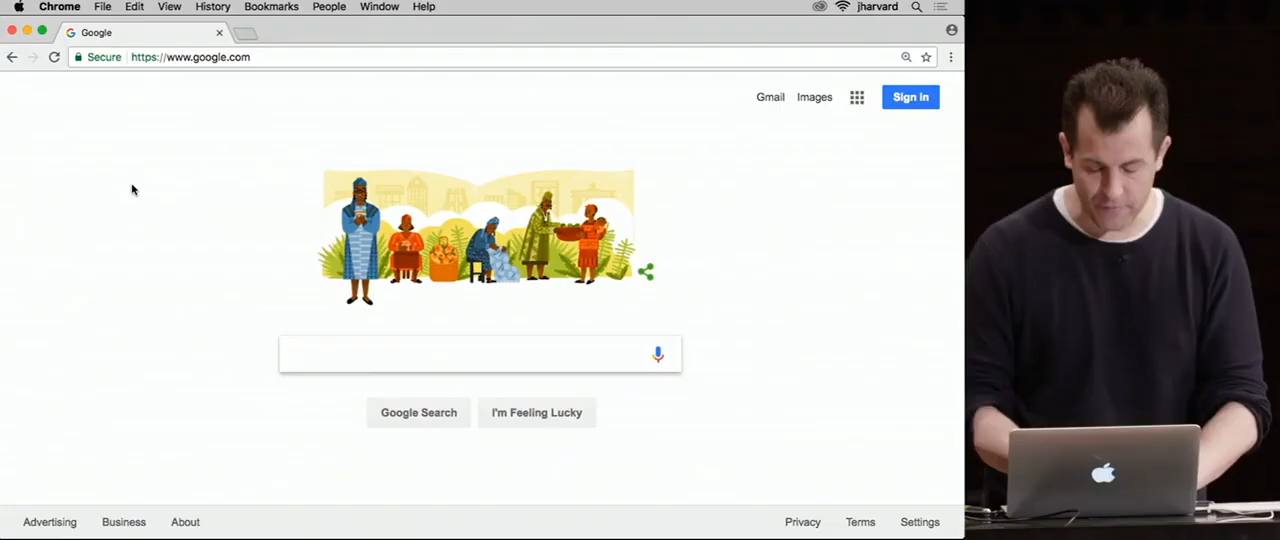 Chrome File Edit View History Bookmarks People Window Help jharvard
Google
Secure https://www.google.com
Gmail Images Sign in
Google Search I'm Feeling Lucky
Advertising Business About Privacy Terms Settings